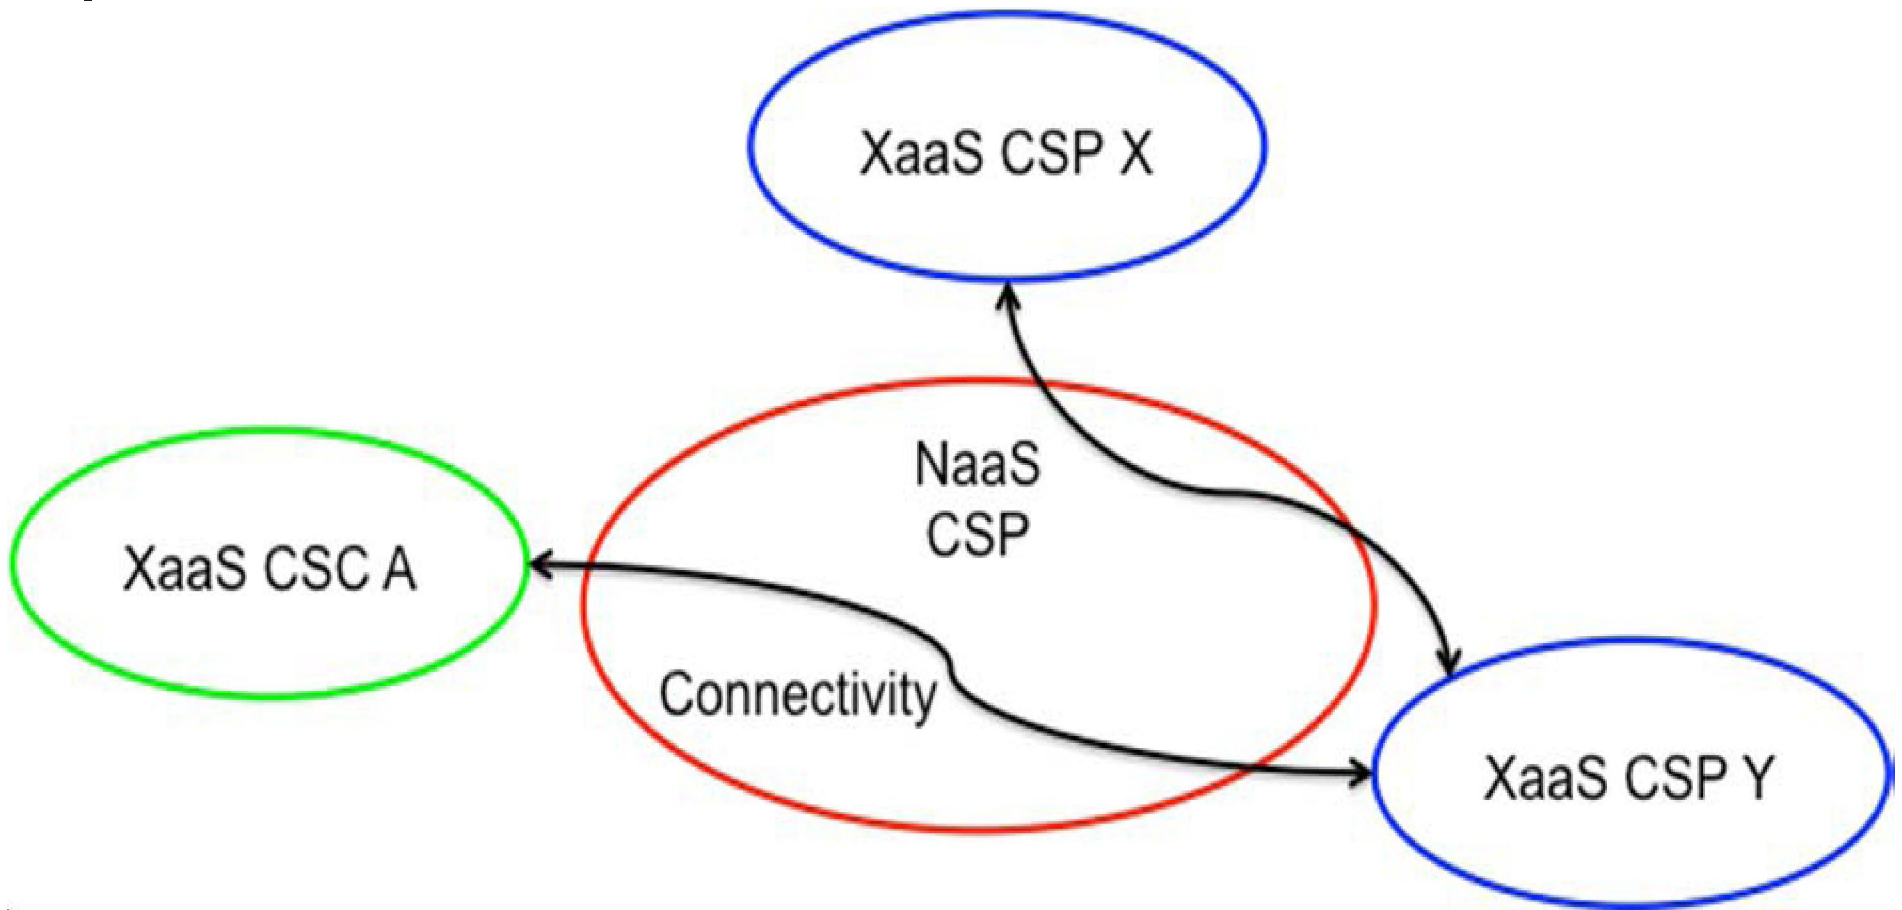 XaaS CSP X
NaaS
CSP
XaaS CSC A
Connectivity
XaaS CSP Y